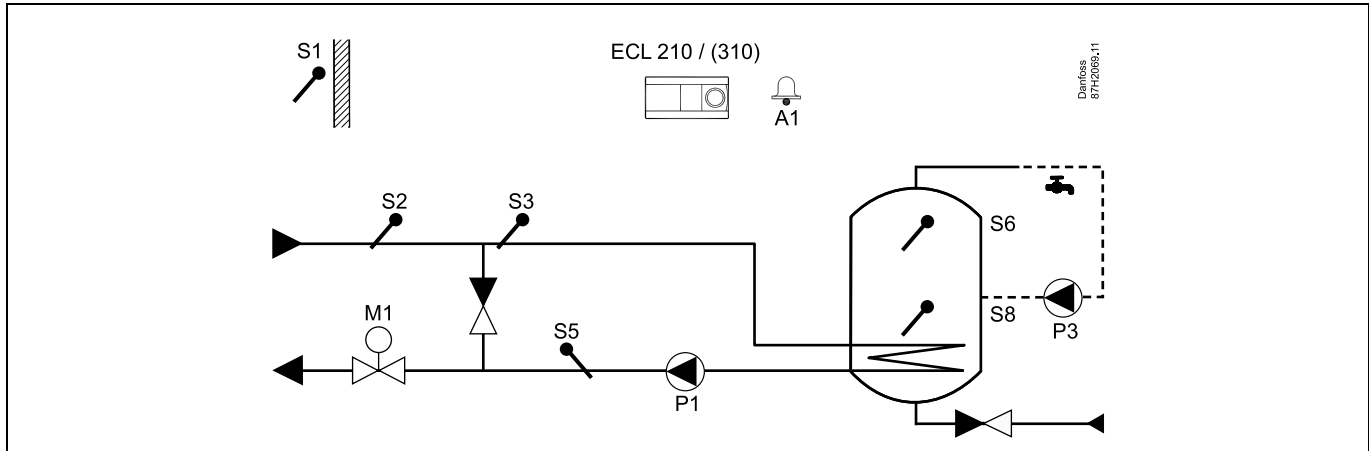 S1
ECL 210 / (310)
A1
Danfoss
87H2069.11
S2
S3
S6
M1
S5
S8
P3
P1